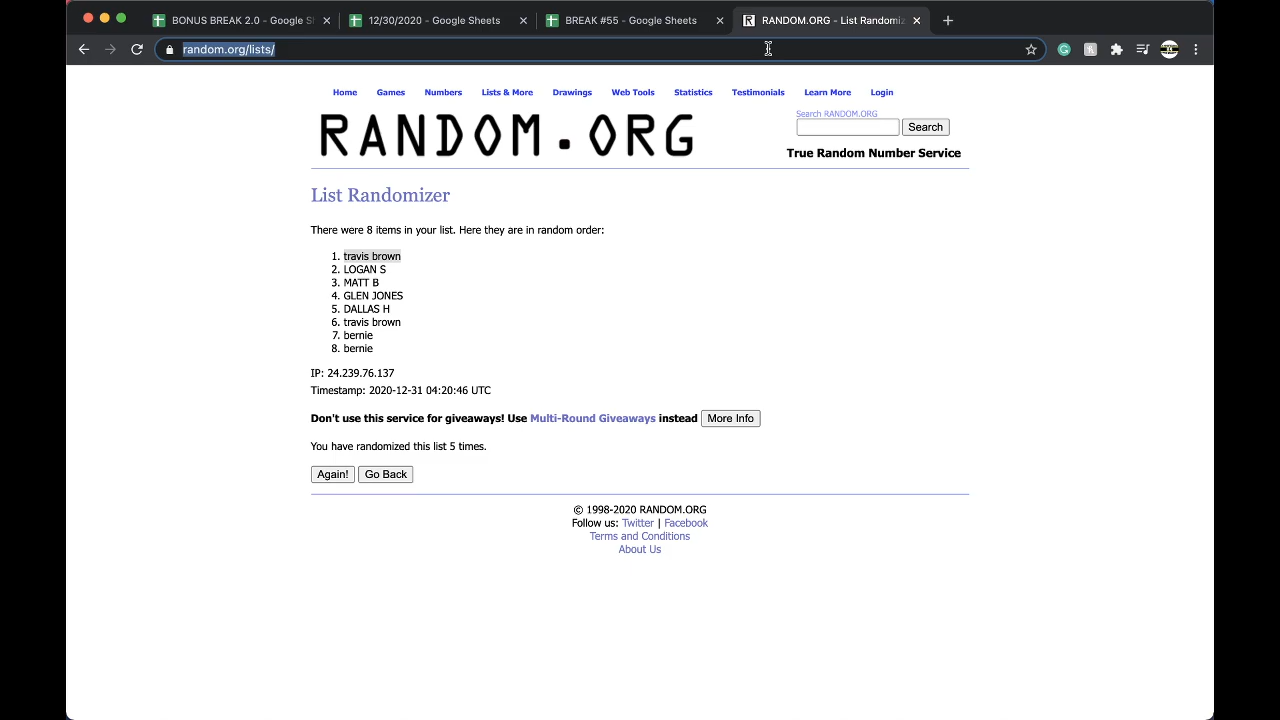 BONUS BREAK 2.0 - Google S
12/30/2020 - Google Sheets
BREAK #55 - Google Sheets
RANDOM.ORG - List Randomiz
random.org/lists/
Home Games Numbers Lists & More Drawings Web Tools Statistics Testimonials Learn More Login
RANDOM.ORG
Search RANDOM.ORG
Search
True Random Number Service
List Randomizer
There were 8 items in your list. Here they are in random order:
1. travis brown
2. LOGAN S
3. MATT B
4. GLEN JONES
5. DALLAS H
6. travis brown
7. bernie
8. bernie
IP: 24.239.76.137
Timestamp: 2020-12-31 04:20:46 UTC
Don't use this service for giveaways! Use Multi-Round Giveaways instead More Info
You have randomized this list 5 times.
Again! Go Back
© 1998-2020 RANDOM.ORG
Follow us: Twitter | Facebook
Terms and Conditions
About Us